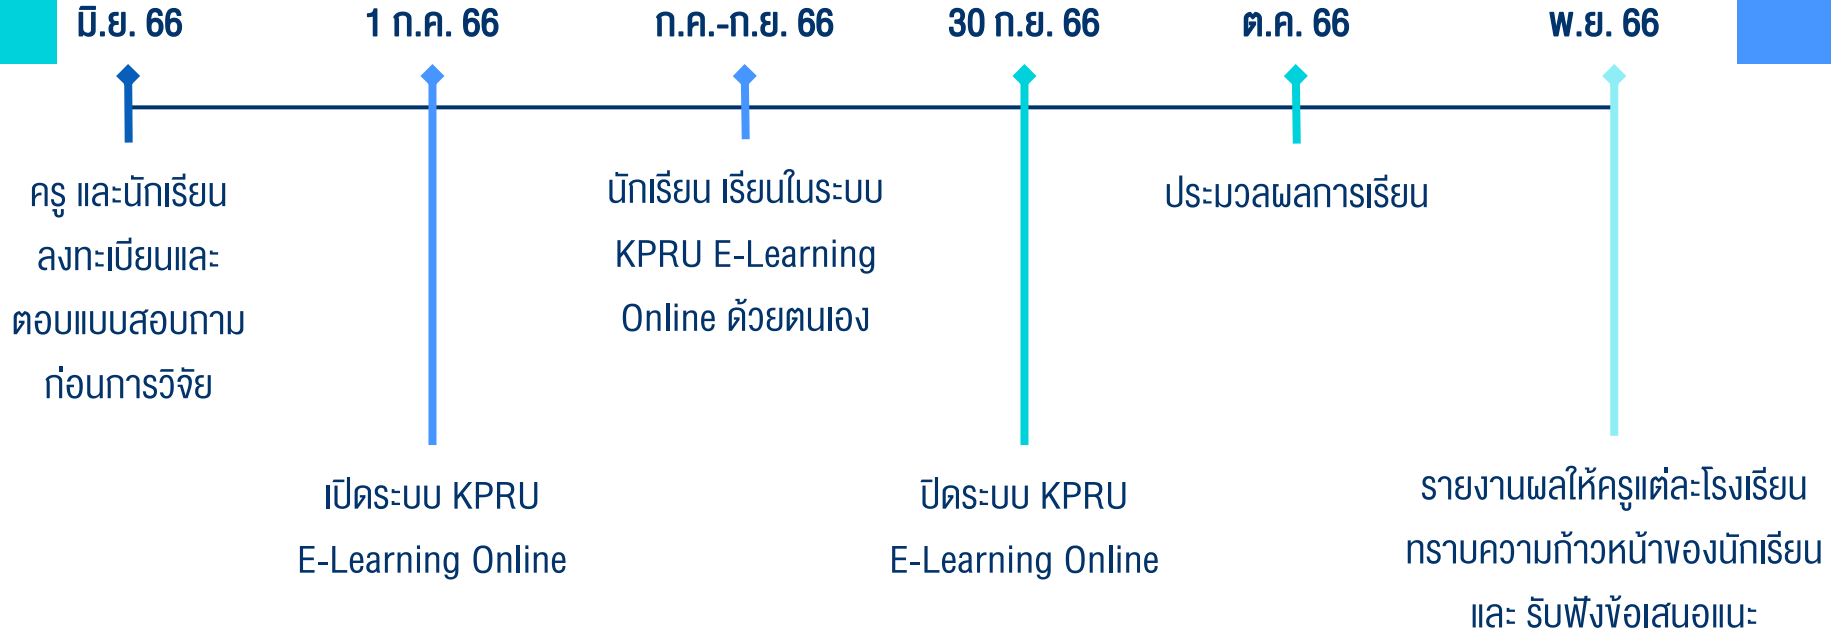 มิ.ย. 66
ครู และนักเรียน
ลงทะเบียนและ
ตอบแบบสอบถาม
ก่อนการวิจัย
1 ก.ค. 66
เปิดระบบ KPRU
E-Learning Online
ก.ค.-ก.ย. 66
นักเรียน เรียนในระบบ
KPRU E-Learning
Online ด้วยตนเอง
30 ก.ย. 66
ปิดระบบ KPRU
E-Learning Online
ต.ค. 66
ประมวลผลการเรียน
พ.ย. 66
รายงานผลให้ครูแต่ละโรงเรียน
ทราบความก้าวหน้าของนักเรียน
และ รับฟังข้อเสนอแนะ